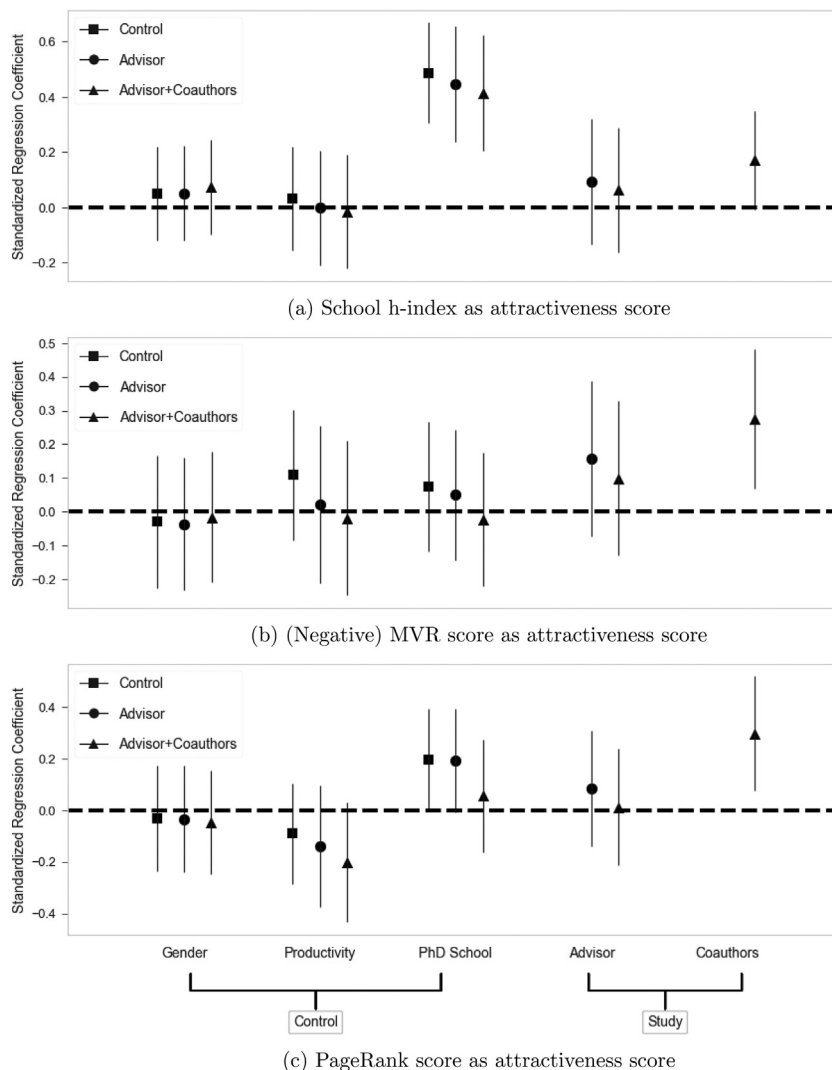 Standardized Regression Coefficient
Control
Advisor
Advisor+Coauthors
0.6
0.4
0.2
0.0
−0.2
(a) School h-index as attractiveness score
Standardized Regression Coefficient
Control
Advisor
Advisor+Coauthors
0.5
0.4
0.3
0.2
0.1
0.0
−0.1
−0.2
(b) (Negative) MVR score as attractiveness score
Standardized Regression Coefficient
Control
Advisor
Advisor+Coauthors
0.4
0.2
0.0
−0.2
−0.4
Gender Productivity PhD School Advisor Coauthors
Control Study
(c) PageRank score as attractiveness score